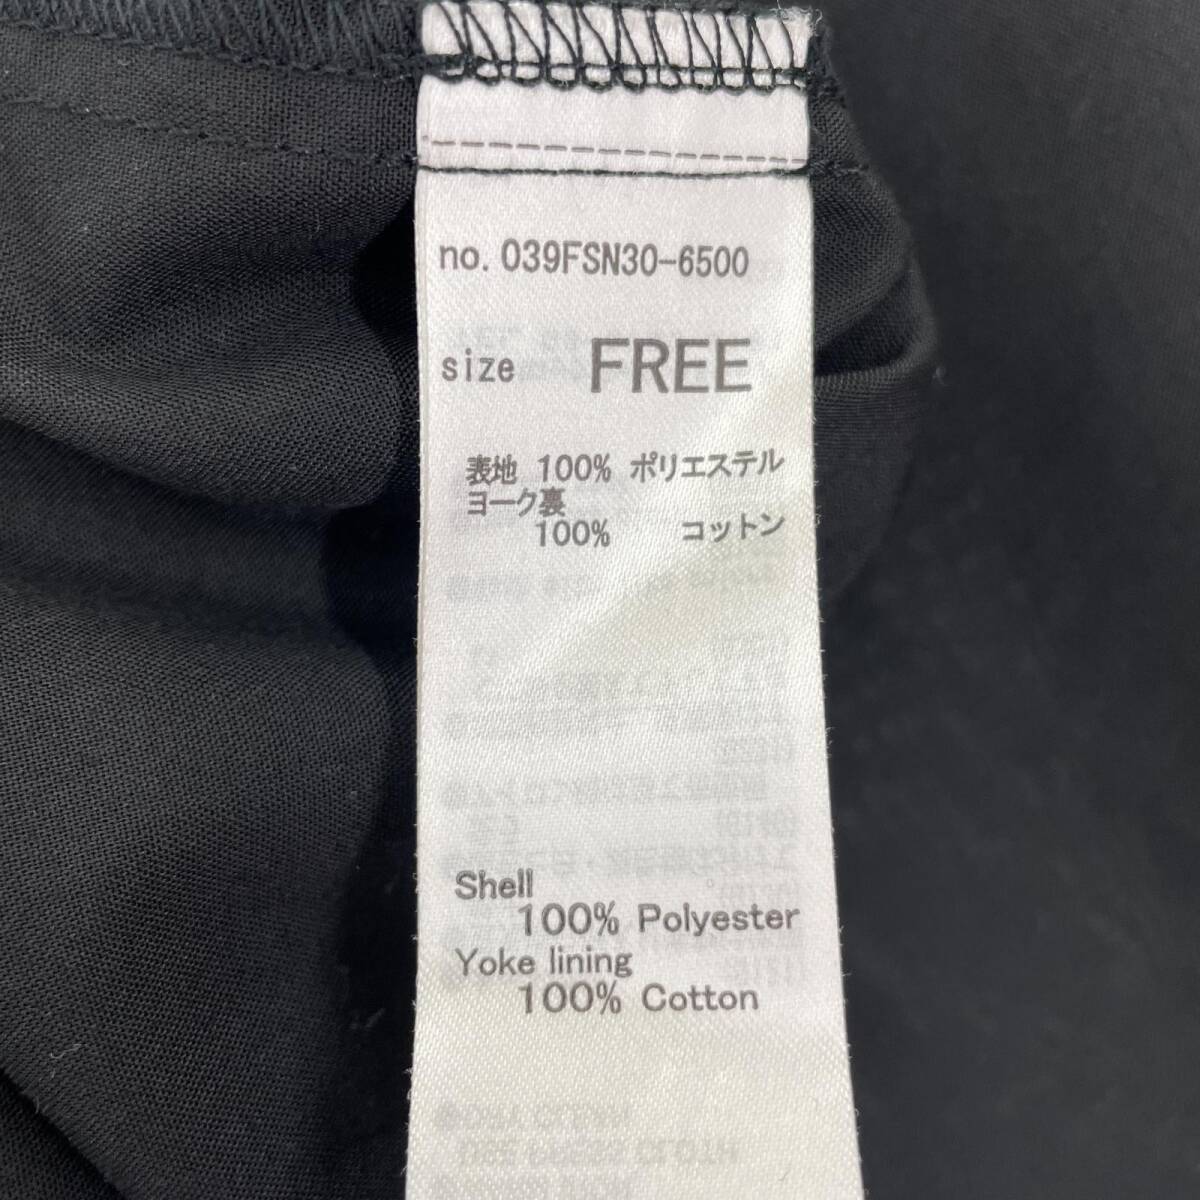 no. 039FSN30-6500
size FREE
表地 100% ポリエステル
ヨーク裏
100% コットン
Shell
100% Polyester
Yoke lining
100% Cotton